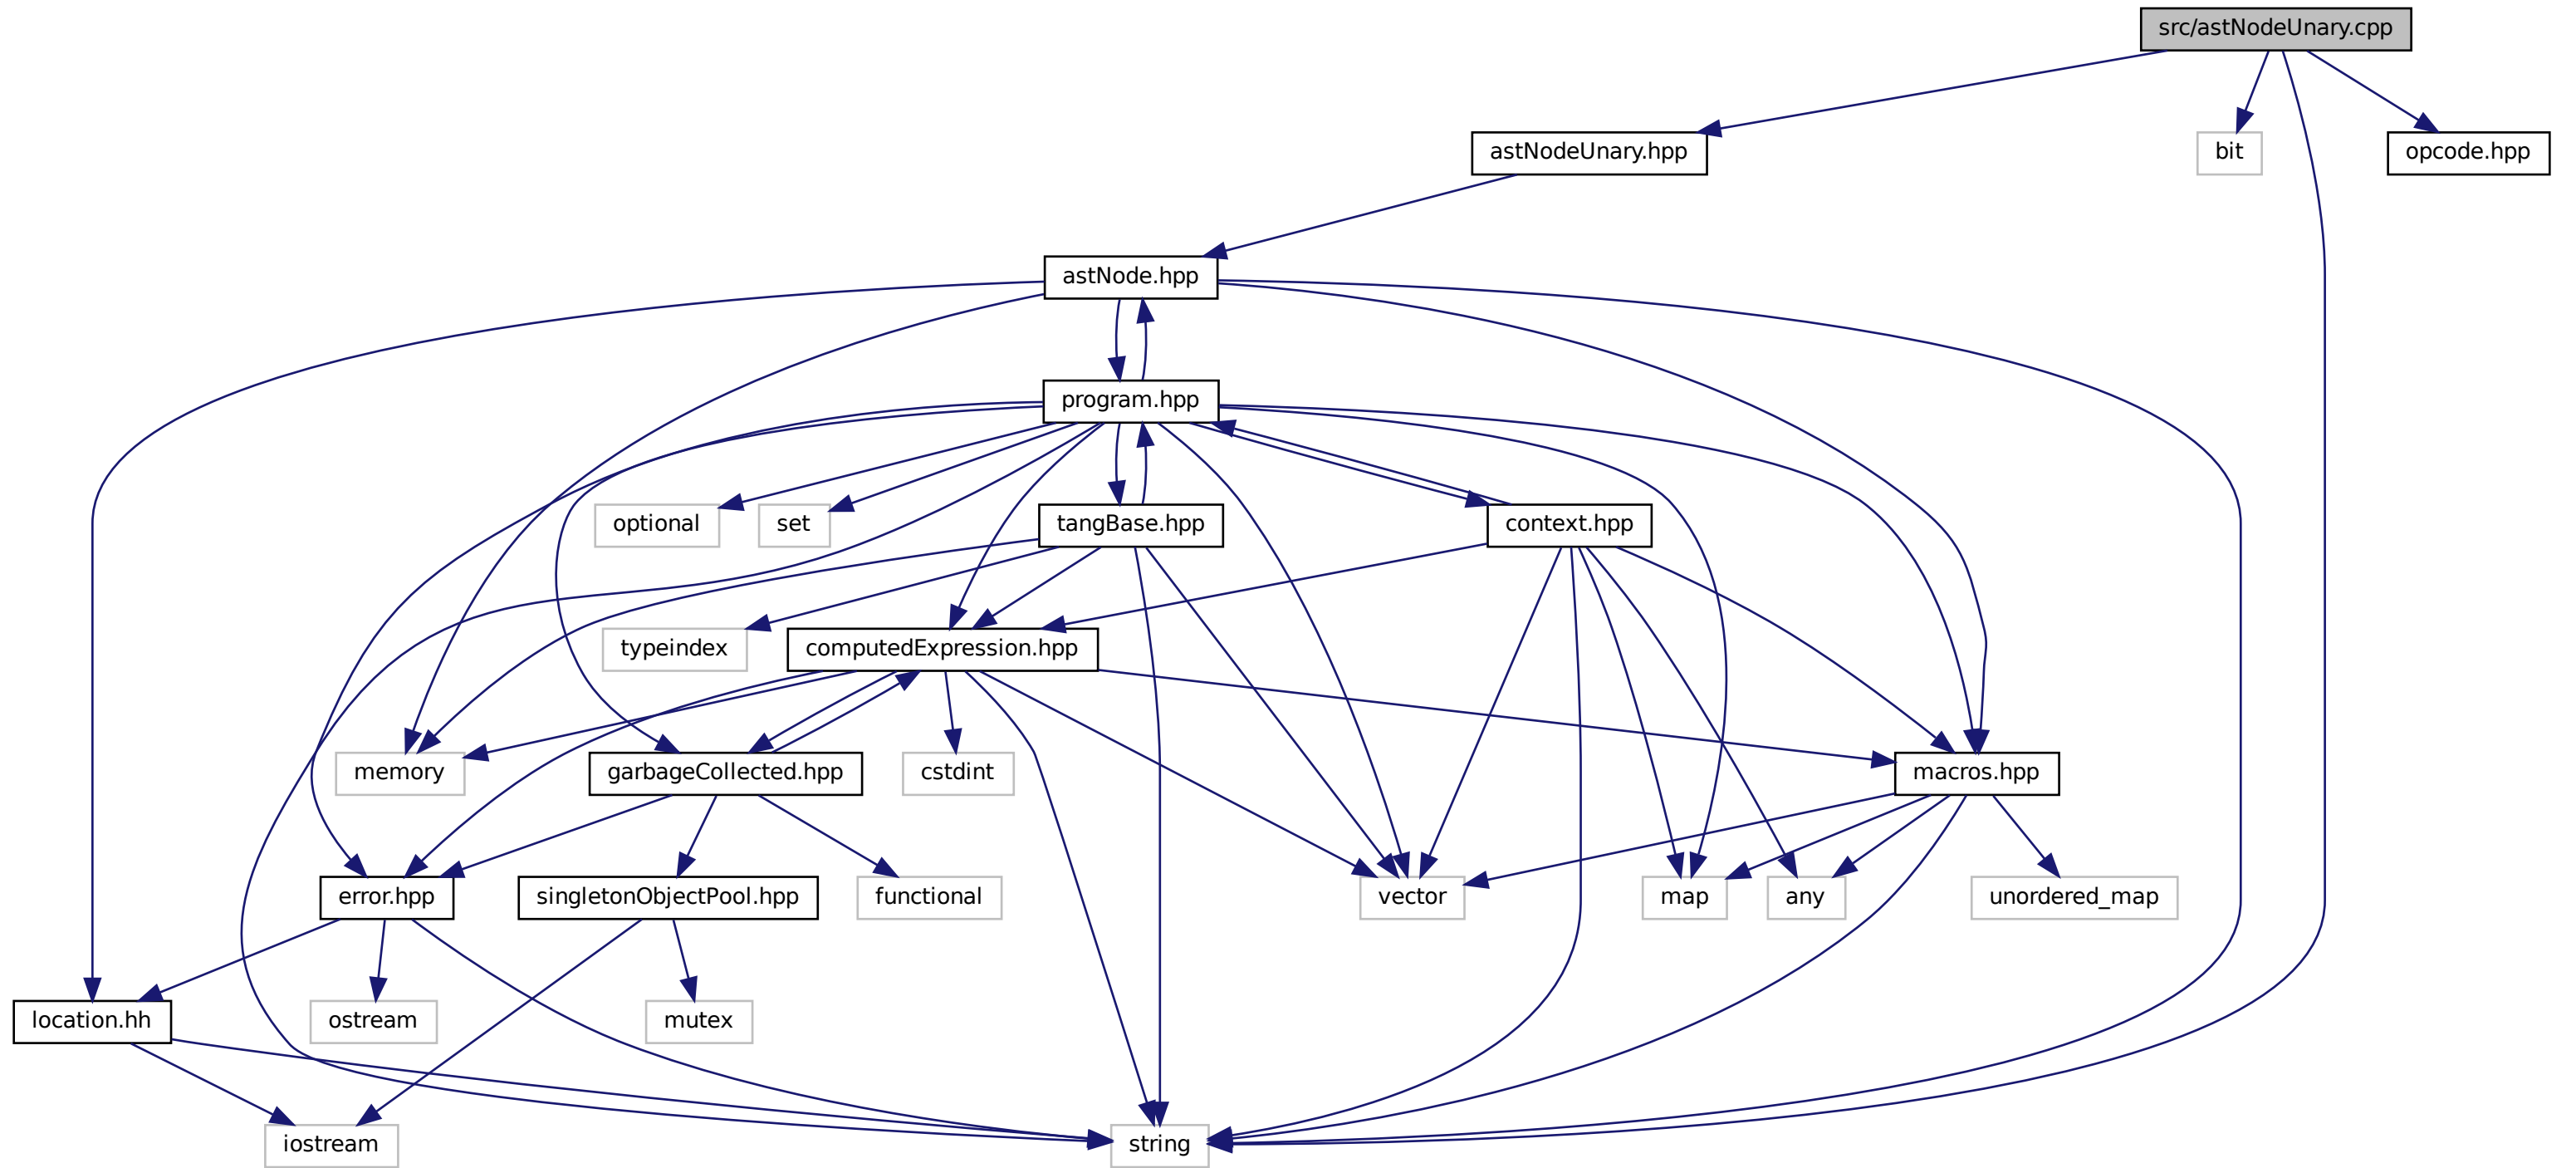 src/astNodeUnary.cpp
astNodeUnary.hpp
bit
opcode.hpp
astNode.hpp
program.hpp
optional
set
tangBase.hpp
context.hpp
typeindex
computedExpression.hpp
memory
garbageCollected.hpp
cstdint
macros.hpp
error.hpp
singletonObjectPool.hpp
functional
vector
map
any
unordered_map
location.hh
ostream
mutex
iostream
string